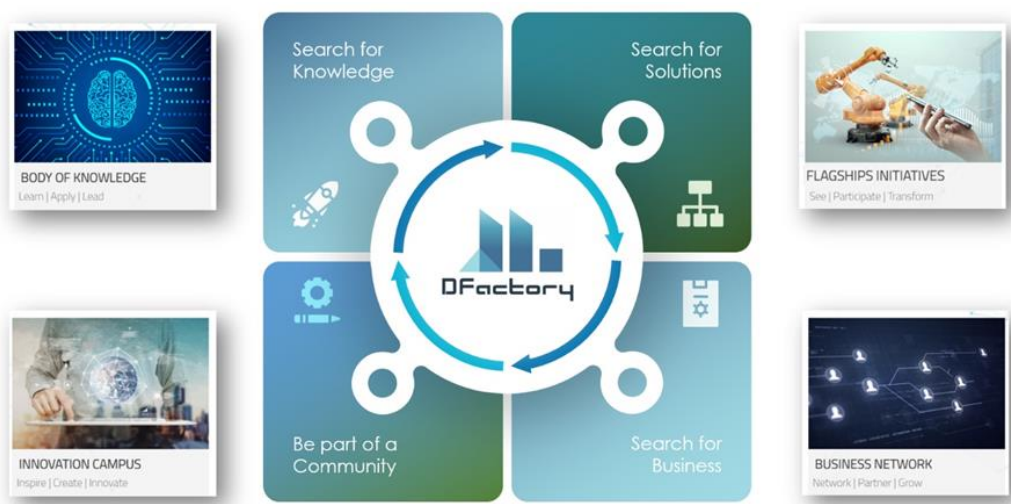 BODY OF KNOWLEDGE
Learn | Apply | Lead
Search for
Knowledge
Search for
Solutions
FLAGSHIPS INITIATIVES
See | Participate | Transform
DFactory
INNOVATION CAMPUS
Inspire | Create | Innovate
Be part of a
Community
Search for
Business
BUSINESS NETWORK
Network | Partner | Grow